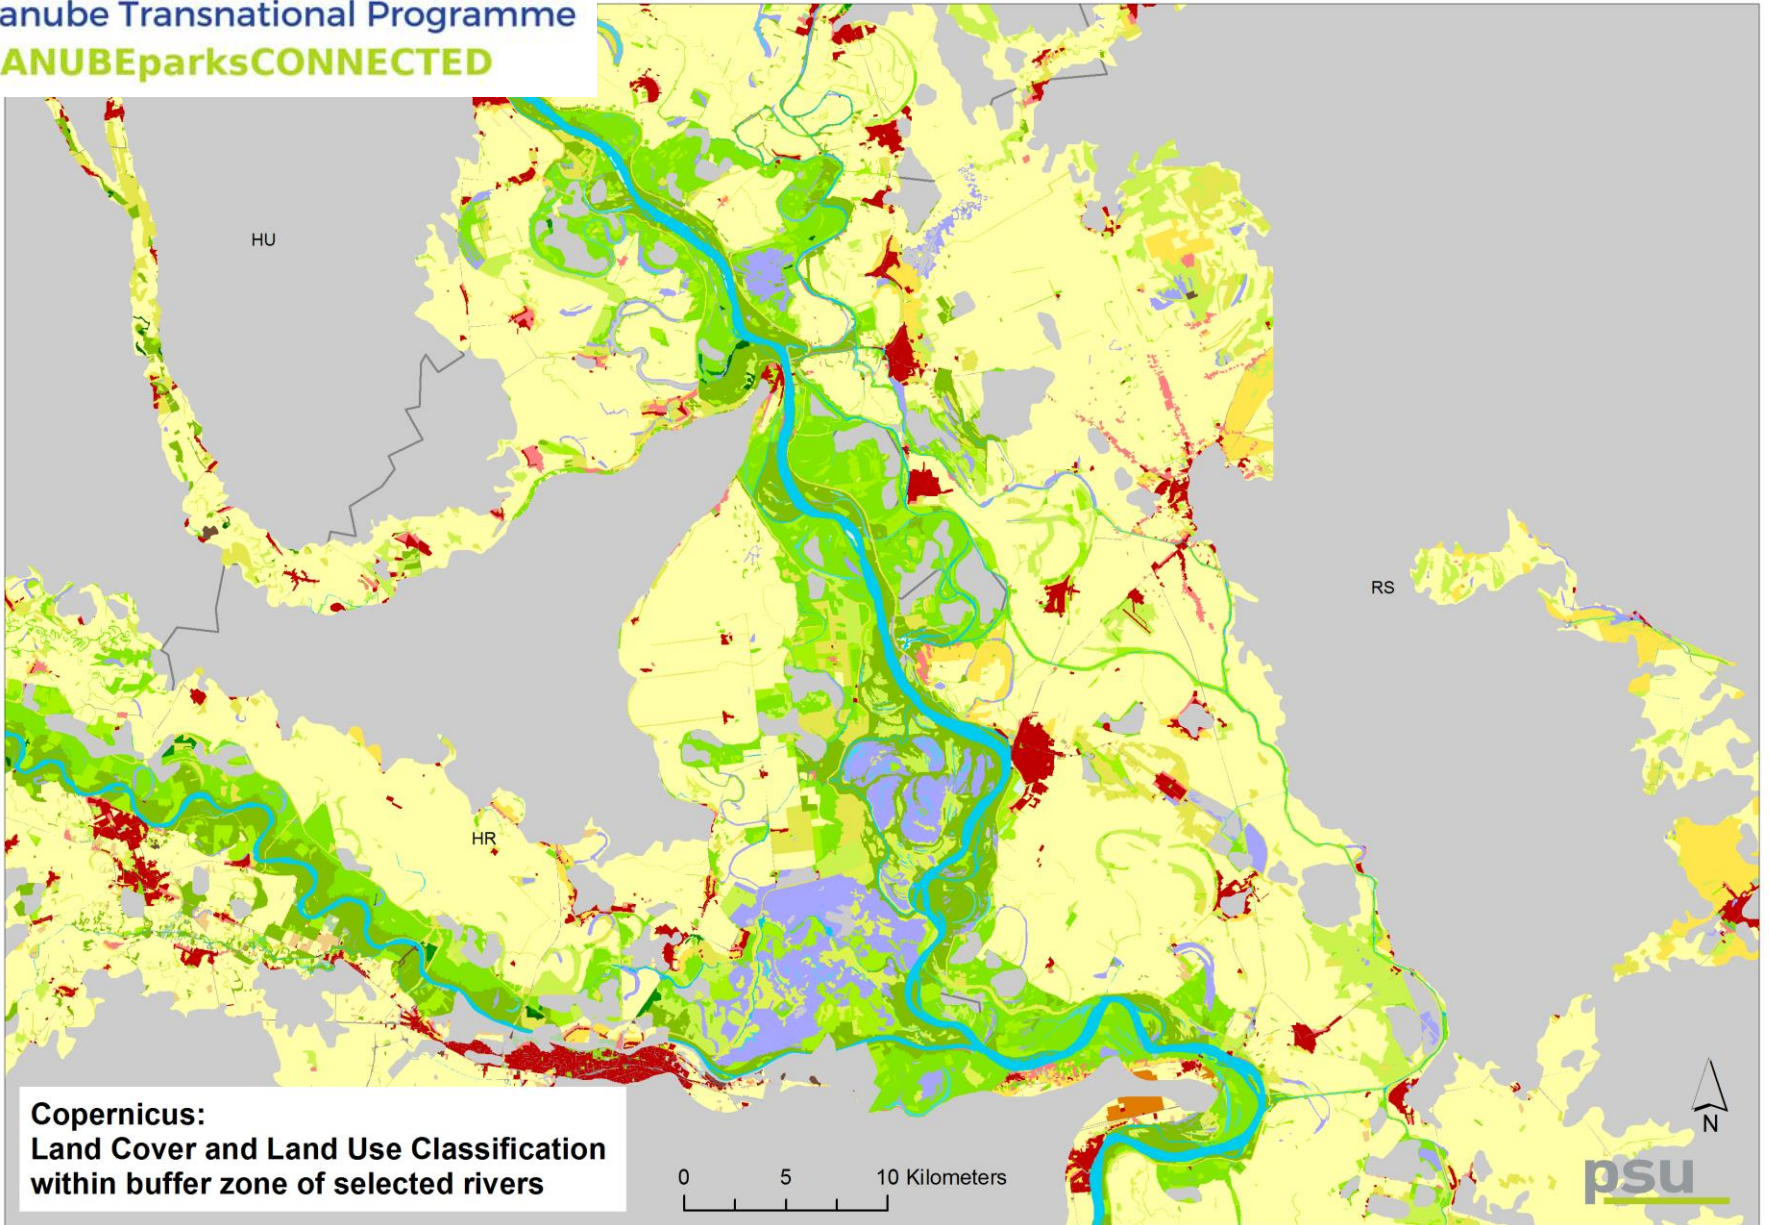 anube Transnational Programme
ANUBEparksCONNECTED
HU
RS
HR
N
Copernicus:
Land Cover and Land Use Classification
within buffer zone of selected rivers
0 5 10 Kilometers
psu